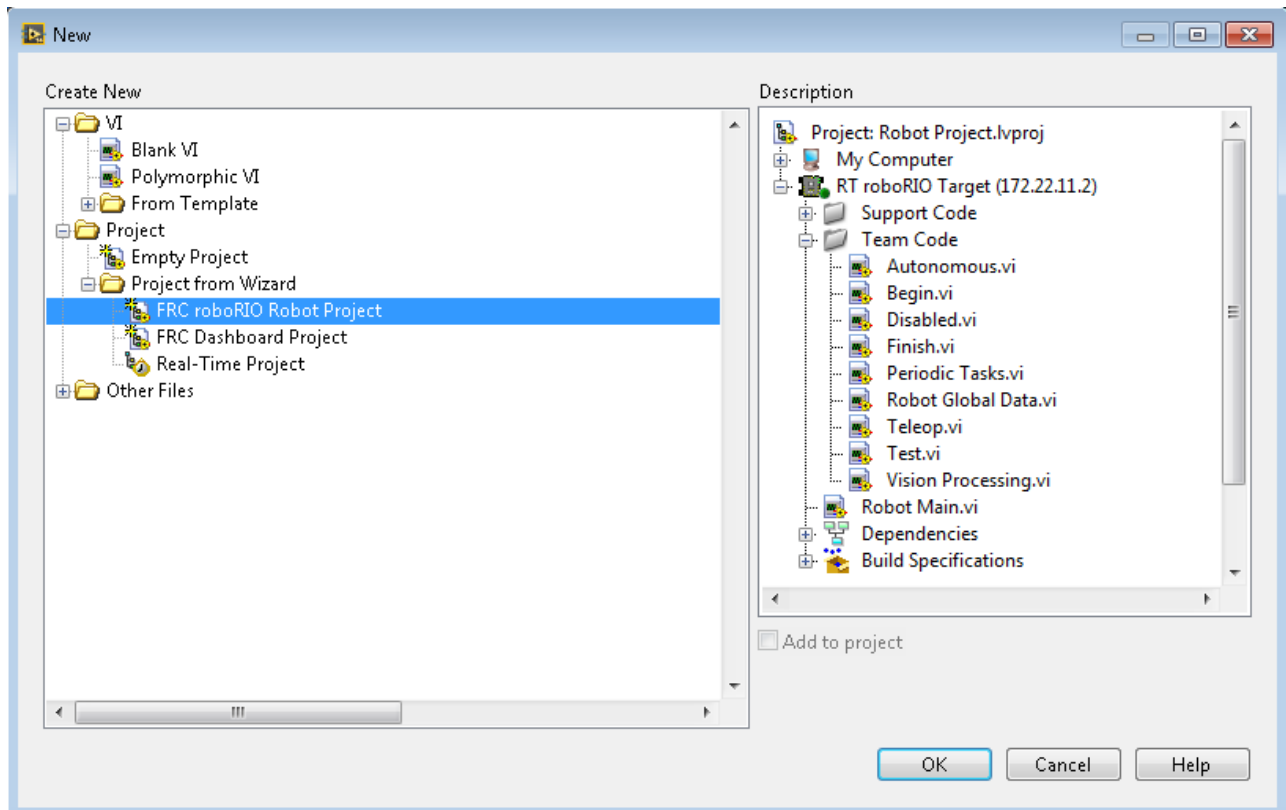 New
Create New
VI
Blank VI
Polymorphic VI
From Template
Project
Empty Project
Project from Wizard
FRC roboRIO Robot Project
FRC Dashboard Project
Real-Time Project
Other Files
Description
Project: Robot Project.lvproj
My Computer
RT roboRIO Target (172.22.11.2)
Support Code
Team Code
Autonomous.vi
Begin.vi
Disabled.vi
Finish.vi
Periodic Tasks.vi
Robot Global Data.vi
Teleop.vi
Test.vi
Vision Processing.vi
Robot Main.vi
Dependencies
Build Specifications
Add to project
OK
Cancel
Help